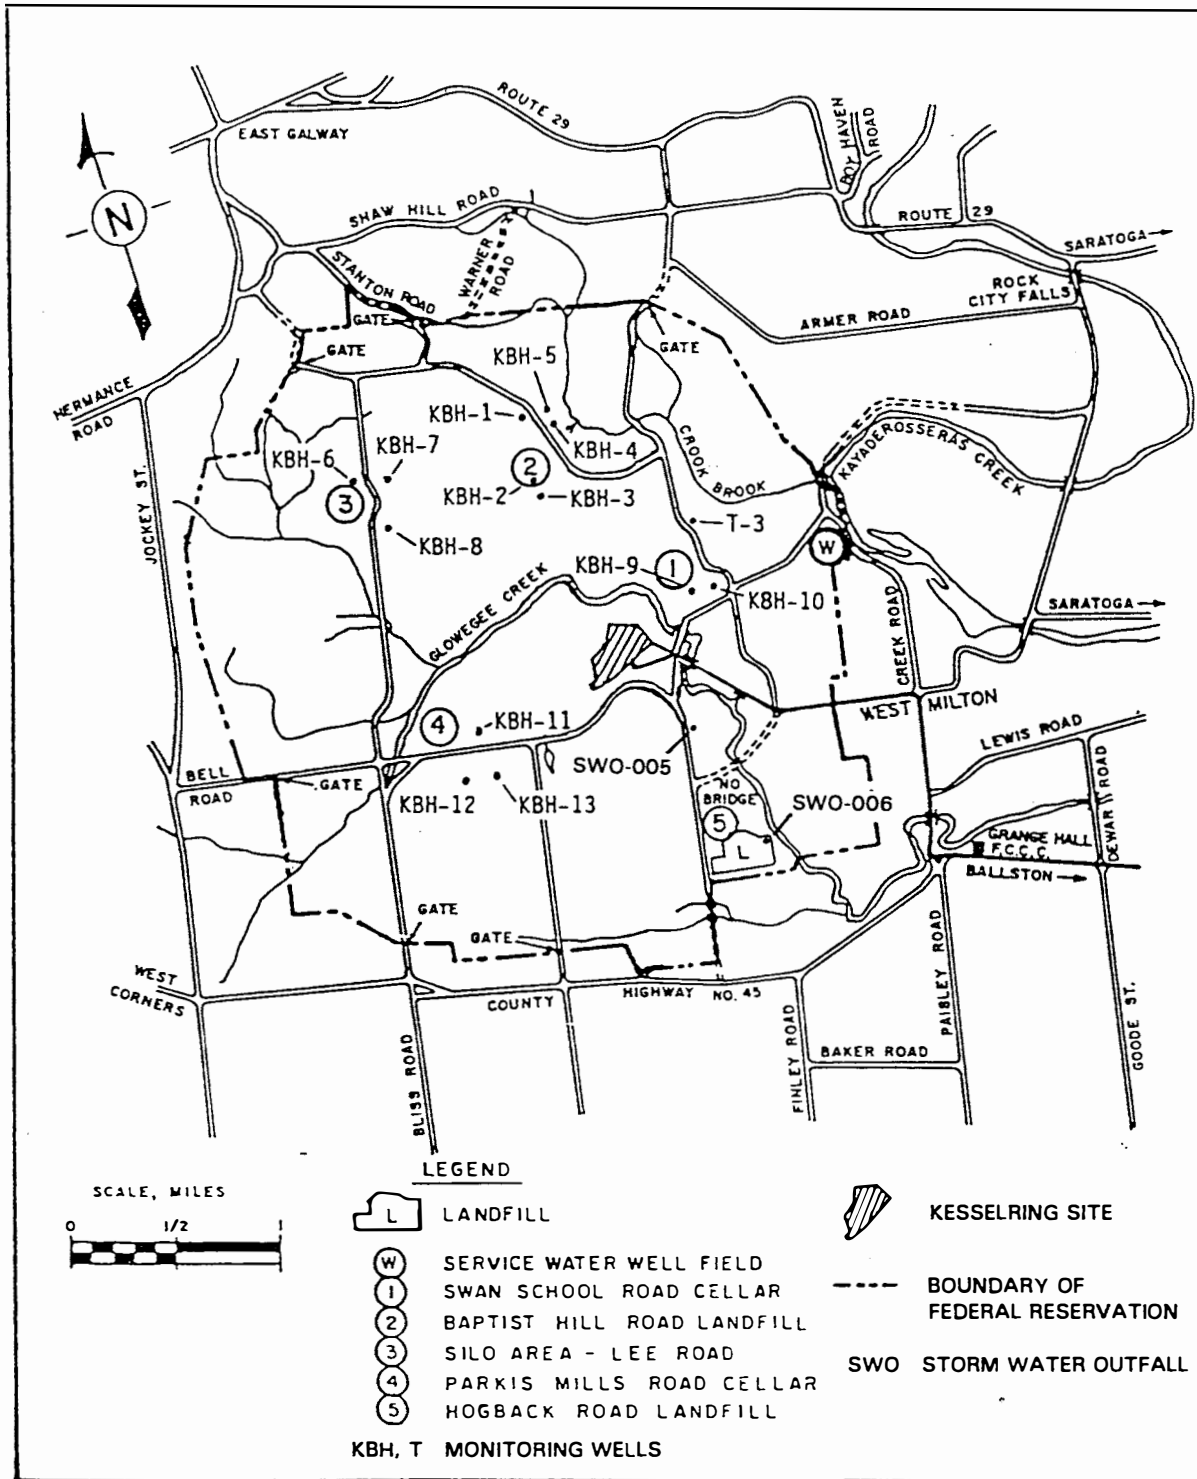 EAST GALWAY
ROUTE 29
BOY HAVEN
ROAD
N
SHAW HILL ROAD
ROUTE 29
SARATOGA
STANTON ROAD
WARNER
ROAD
ROCK
CITY FALLS
GATE
ARMER ROAD
GATE
GATE
KBH-5
HERMANCE
ROAD
KBH-1
KBH-7
KBH-4
CROOK BROOK
KAYADEROSSERAS
CREEK
KBH-6
2
3
KBH-2
KBH-3
JOCKEY ST.
T-3
KBH-8
W
KBH-9
1
KBH-10
GLOWEGEE CREEK
SARATOGA
CREEK ROAD
WEST MILTON
4
KBH-11
LEWIS ROAD
SWO-005
BELL
ROAD
GATE
NO
BRIDGE
DEWAR ROAD
KBH-12
KBH-13
SWO-006
5
L
GRANGE HALL
F.C.C.C.
BALLSTON
GATE
GATE
WEST
CORNERS
COUNTY
HIGHWAY
NO. 45
PAISLEY ROAD
GOODE ST.
BLISS ROAD
FINLEY ROAD
BAKER ROAD
LEGEND
SCALE, MILES
0 1/2 1
L LANDFILL
KESSELRING SITE
W SERVICE WATER WELL FIELD
1 SWAN SCHOOL ROAD CELLAR
BOUNDARY OF
FEDERAL RESERVATION
2 BAPTIST HILL ROAD LANDFILL
3 SILO AREA - LEE ROAD
SWO STORM WATER OUTFALL
4 PARKIS MILLS ROAD CELLAR
5 HOGBACK ROAD LANDFILL
KBH, T MONITORING WELLS